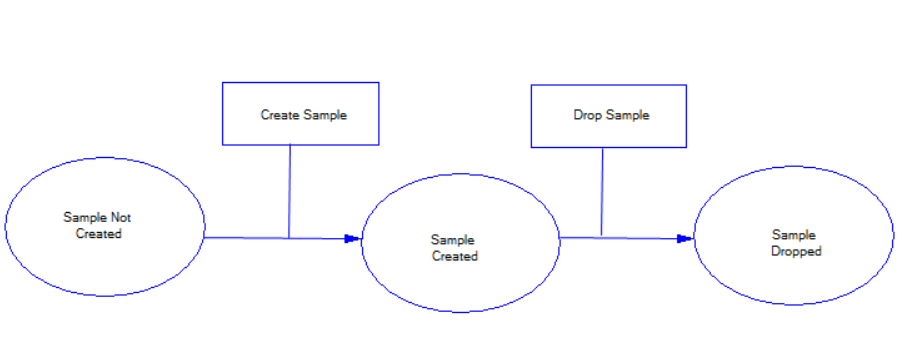 Create Sample
Drop Sample
Sample Not
Created
Sample
Created
Sample
Dropped